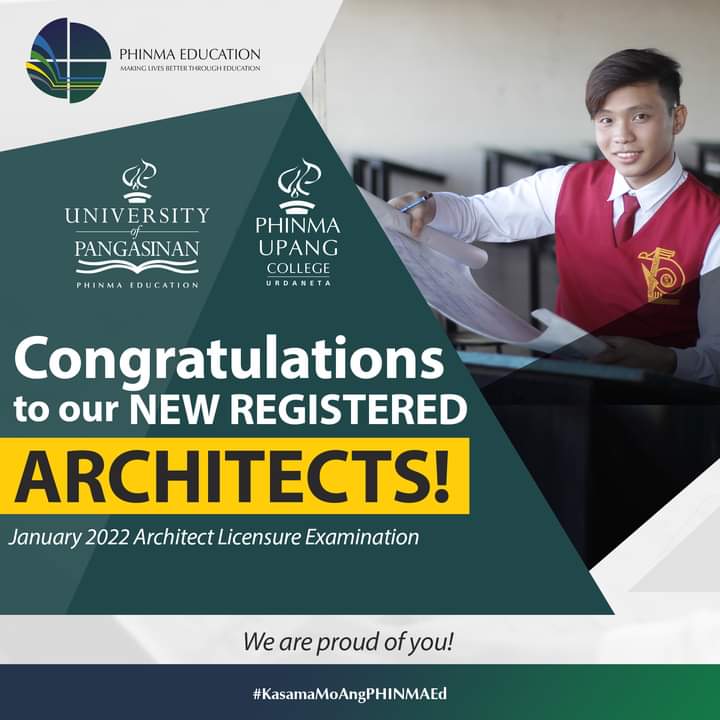 PHINMA EDUCATION
MAKING LIVES BETTER THROUGH EDUCATION
UNIVERSITY
of
PANGASINAN
PHINMA EDUCATION
PHINMA
UPANG
COLLEGE
URDANETA
Congratulations
to our NEW REGISTERED
ARCHITECTS!
January 2022 Architect Licensure Examination
We are proud of you!
#KasamaMoAngPHINMAEd